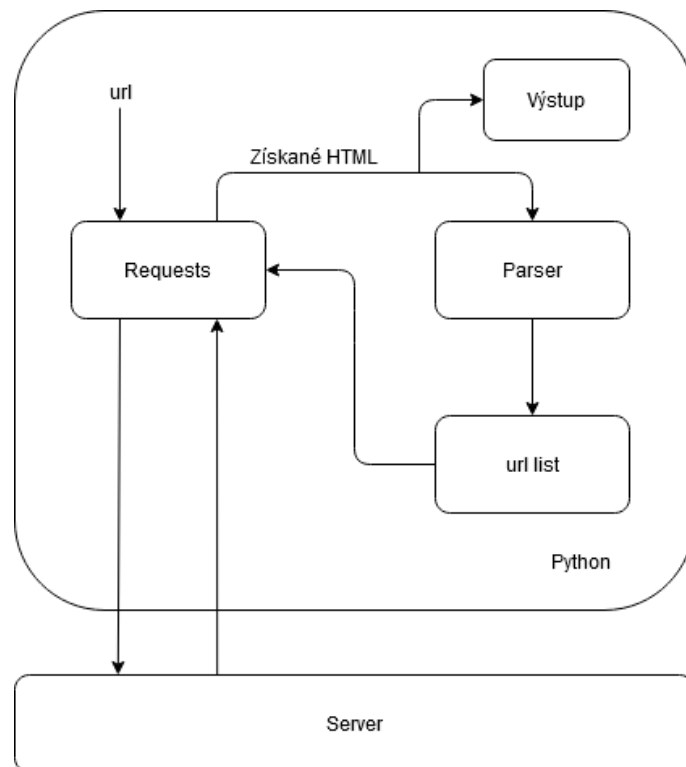 url
Výstup
Získané HTML
Requests
Parser
url list
Python
Server